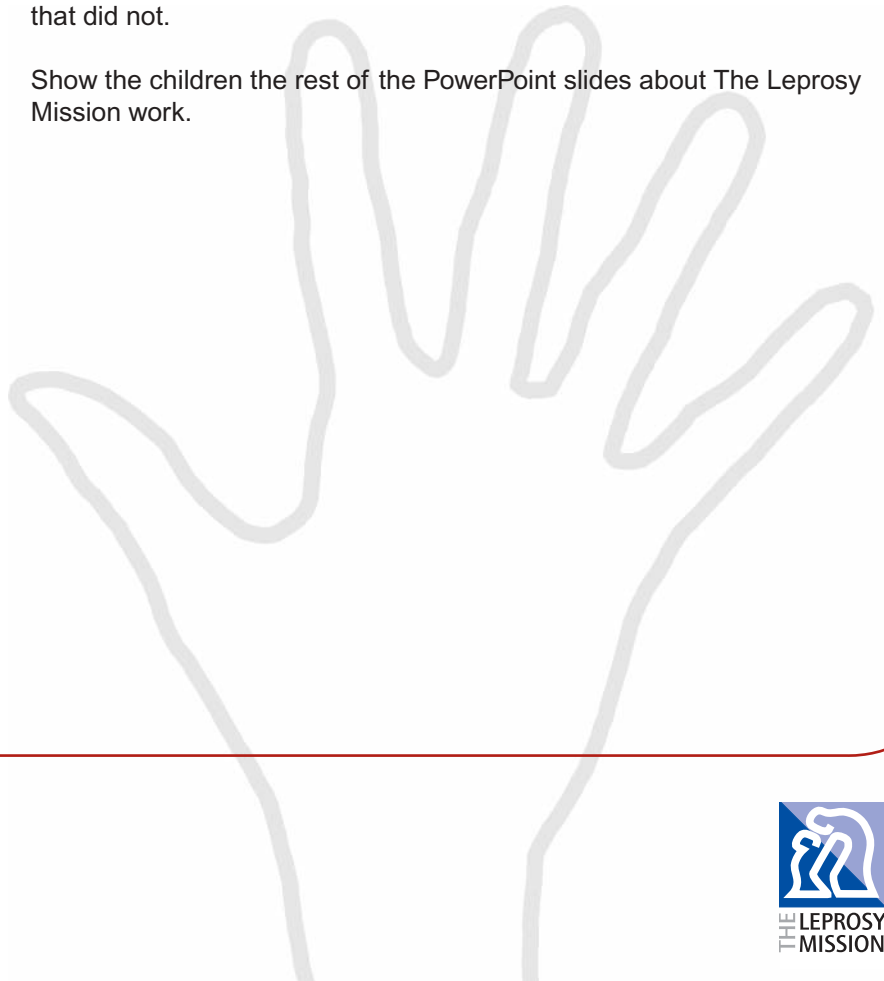 that did not.
Show the children the rest of the PowerPoint slides about The Leprosy
Mission work.
THE LEPROSY
MISSION